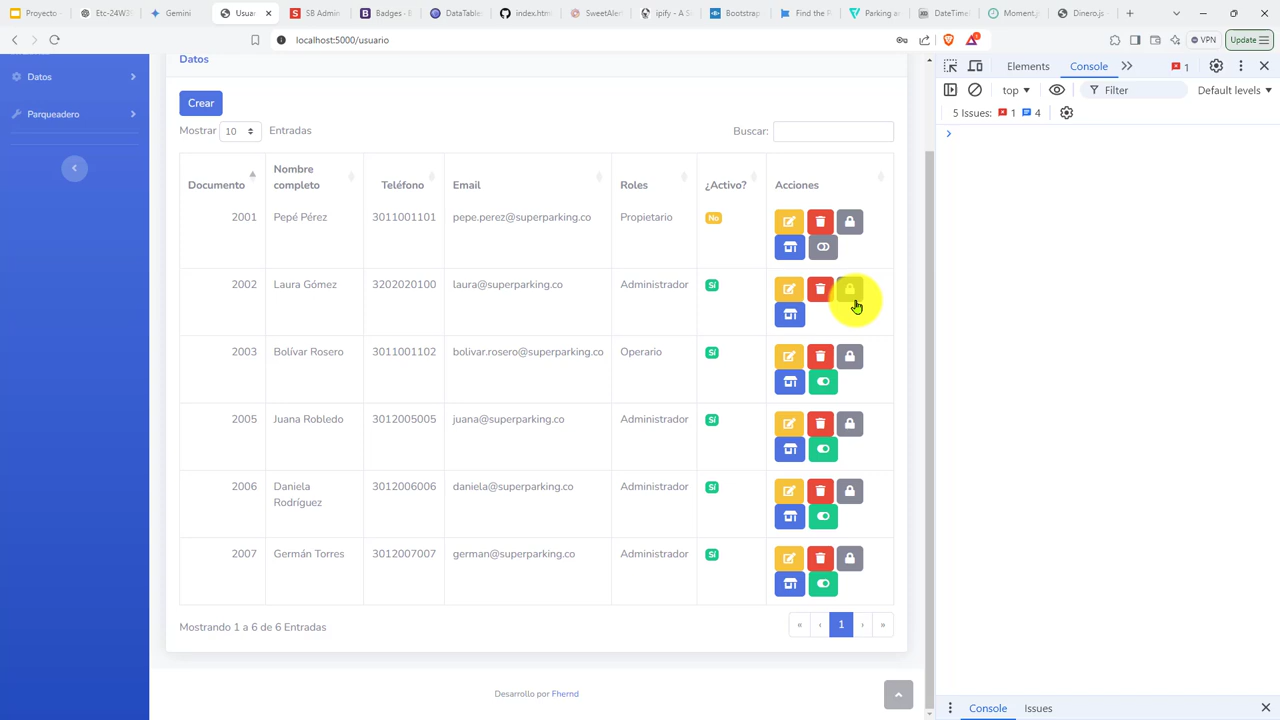 Proyecto -
Etc-24W3
Gemini
Usuar
SB Admin
Badges - B
DataTable
index.htm
SweetAler
ipify - A S
Bootstrap
Find the R
Parking an
DateTime
Moment.j
Dinero.js -
localhost:5000/usuario
VPN
Update
Datos
Parqueadero
Datos
Crear
Mostrar 10 Entradas
Buscar:
Documento
Nombre completo
Teléfono
Email
Roles
¿Activo?
Acciones
2001 Pepé Pérez 3011001101 pepe.perez@superparking.co Propietario No
2002 Laura Gómez 3202020100 laura@superparking.co Administrador Sí
2003 Bolívar Rosero 3011001102 bolivar.rosero@superparking.co Operario Sí
2005 Juana Robledo 3012005005 juana@superparking.co Administrador Sí
2006 Daniela Rodríguez 3012006006 daniela@superparking.co Administrador Sí
2007 Germán Torres 3012007007 german@superparking.co Administrador Sí
Mostrando 1 a 6 de 6 Entradas
« ‹ 1 › »
Desarrollo por Fhernd
Elements
Console
1
top
Filter
Default levels
5 Issues: 1 4
Console
Issues